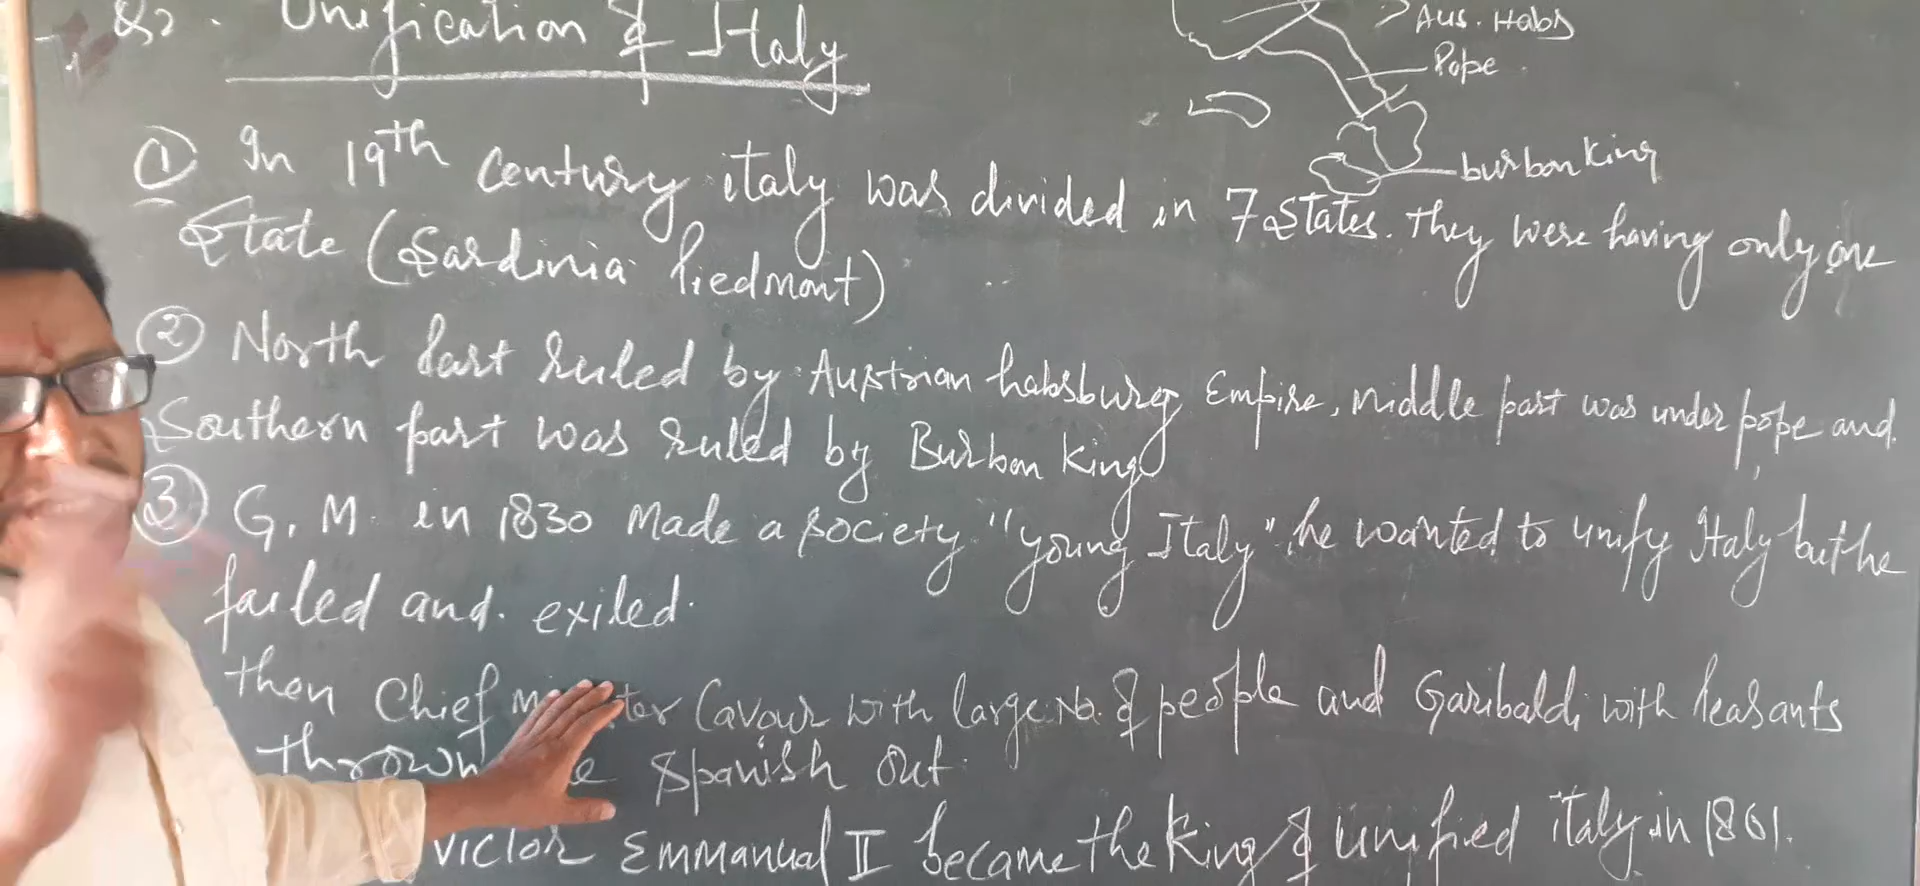 Q2. Unification of Italy
Aus. Habs
Pope
burbon King
① In 19th century italy was divided in 7 States. They were having only one
State (Sardinia Piedmont)
② North Part ruled by Austrian habsburg Empire, middle part was under pope and
Southern part was ruled by Burbon King
③ G. M. in 1830 Made a society "young Italy" he wanted to unify Italy but he
failed and. exiled.
then Chief Cavour with large No. of people and Garibaldi with Peasants
thrown Spanish out.
victor Emmanual II became the King of unified italy in 1861.